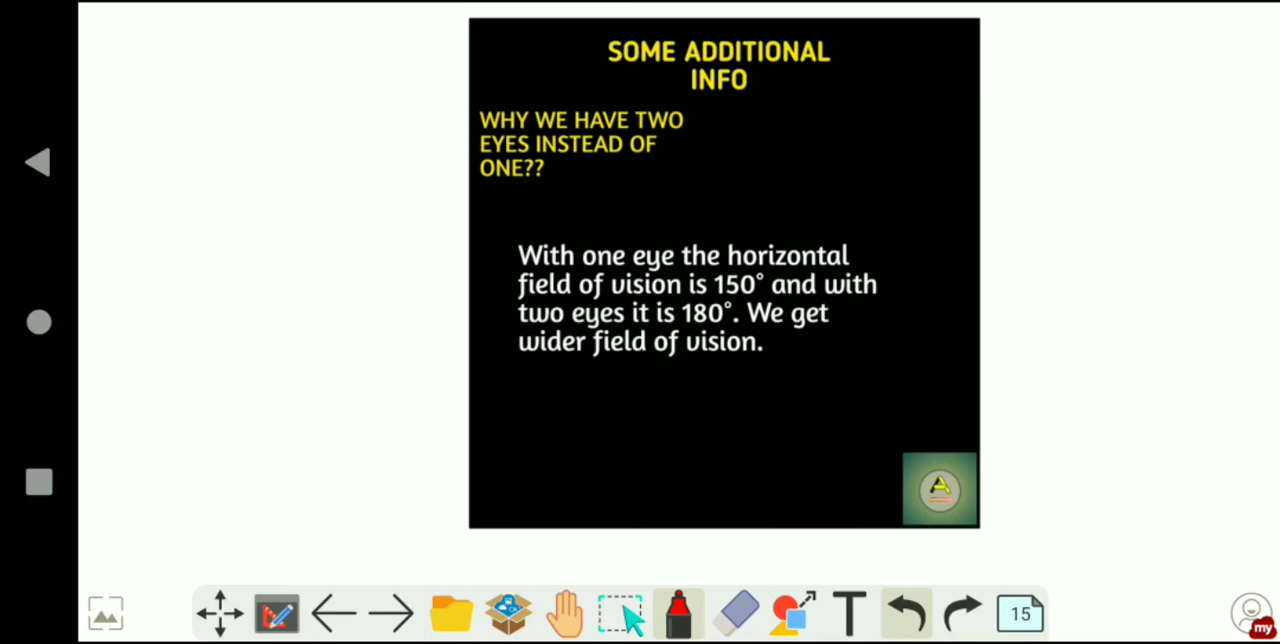 SOME ADDITIONAL
INFO
WHY WE HAVE TWO
EYES INSTEAD OF
ONE??
With one eye the horizontal
field of vision is 150° and with
two eyes it is 180°. We get
wider field of vision.
T
15
my